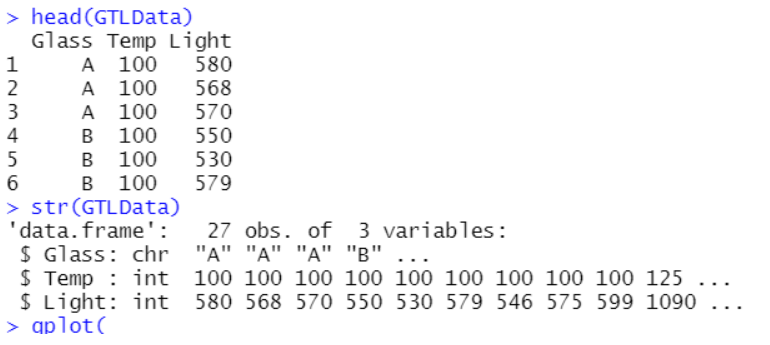 > head(GTLData)
  Glass Temp Light
1     A  100   580
2     A  100   568
3     A  100   570
4     B  100   550
5     B  100   530
6     B  100   579
> str(GTLData)
'data.frame':   27 obs. of  3 variables:
 $ Glass: chr  "A" "A" "A" "B" ...
 $ Temp : int  100 100 100 100 100 100 100 100 100 125 ...
 $ Light: int  580 568 570 550 530 579 546 575 599 1090 ...
> qplot(